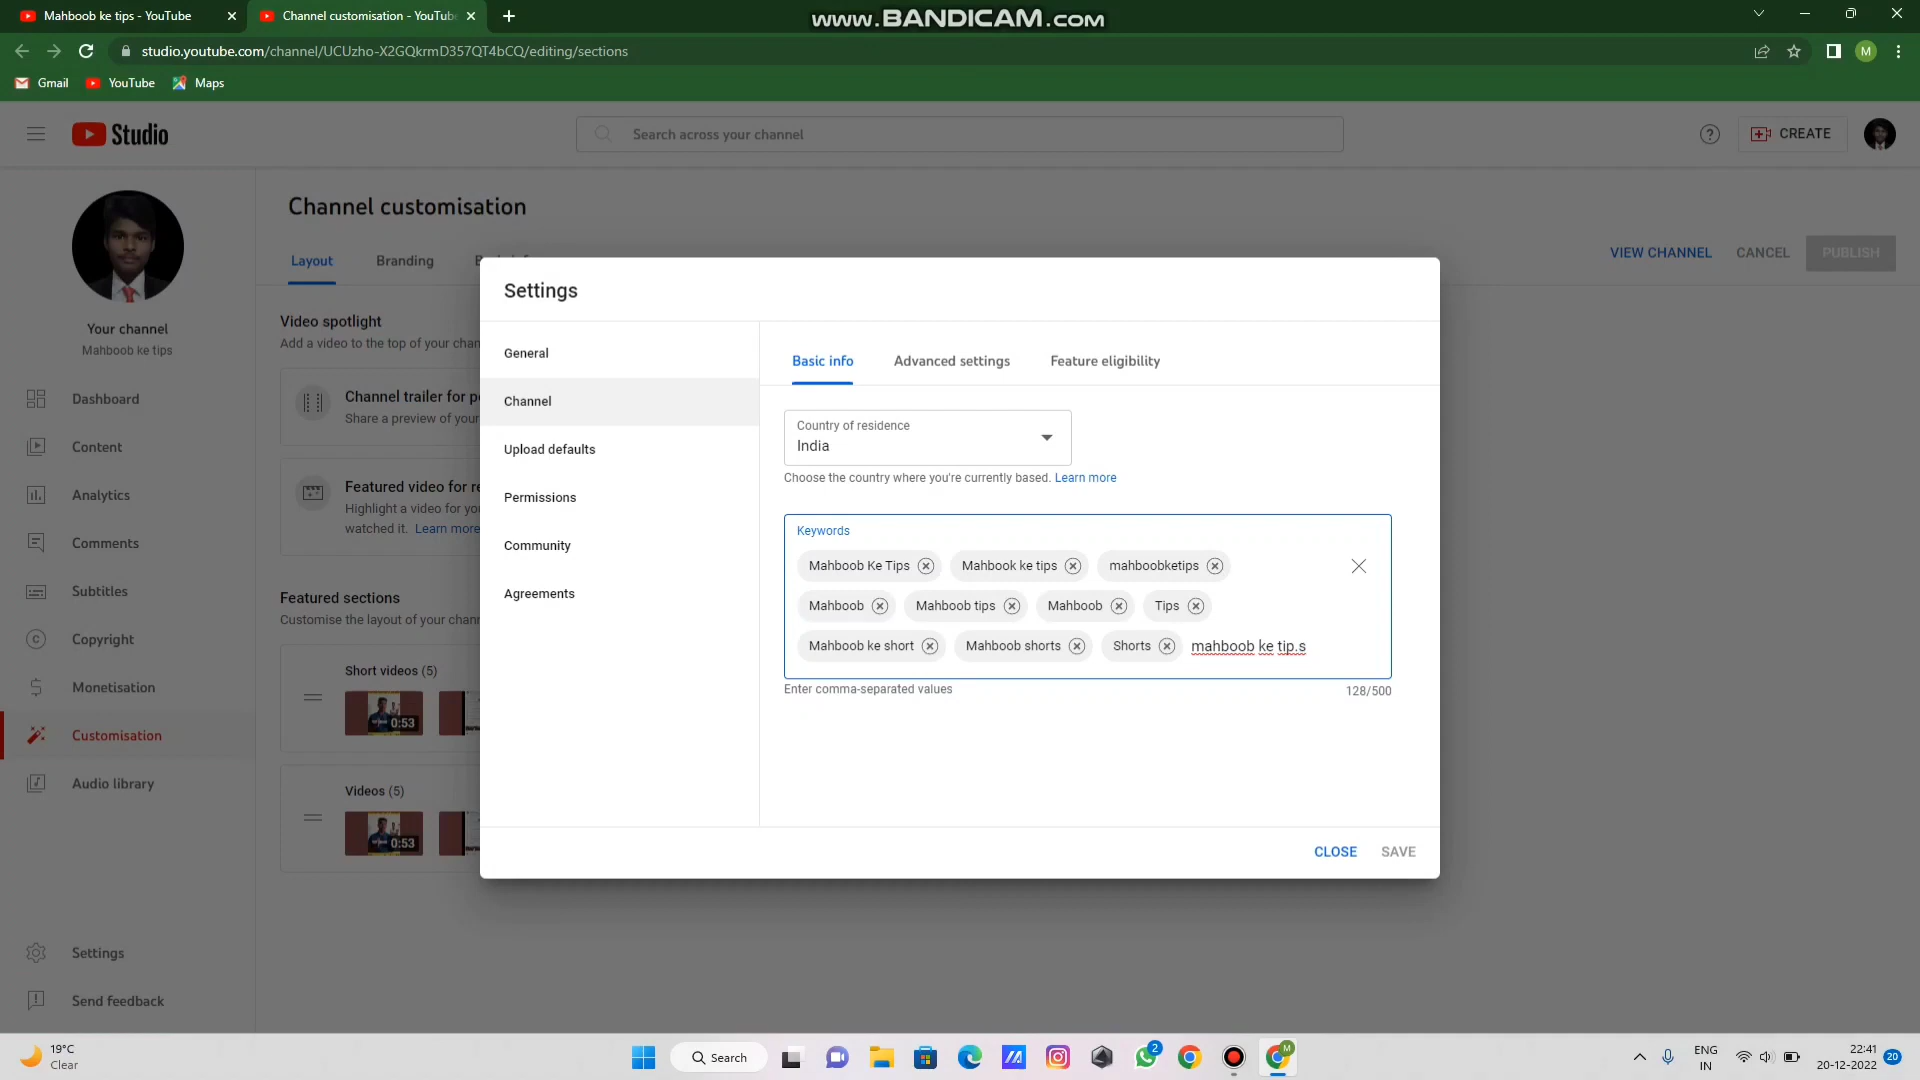 Mahboob ke tips - YouTube
Channel customisation - YouTube
www.BANDICAM.com
studio.youtube.com/channel/UCUzho-X2GQkrmD357QT4bCQ/editing/sections
M
Gmail
YouTube
Maps
Studio
Search across your channel
CREATE
Channel customisation
Layout
Branding
VIEW CHANNEL
CANCEL
PUBLISH
Your channel
Mahboob ke tips
Dashboard
Content
Analytics
Comments
Subtitles
Copyright
Monetisation
Customisation
Audio library
Settings
Send feedback
Video spotlight
Add a video to the top of your
Channel trailer for
Share a preview of your
Featured video for
Highlight a video for
watched it. Learn more
Featured sections
Customise the layout of your
Short videos (5)
0:53
Videos (5)
0:53
Settings
General
Channel
Upload defaults
Permissions
Community
Agreements
Basic info
Advanced settings
Feature eligibility
Country of residence
India
Choose the country where you're currently based. Learn more
Keywords
Mahboob Ke Tips
Mahbook ke tips
mahboobketips
Mahboob
Mahboob tips
Mahboob
Tips
Mahboob ke short
Mahboob shorts
Shorts
mahboob ke tip.s
Enter comma-separated values
128/500
CLOSE
SAVE
19°C
Clear
Search
2
M
ENG
IN
22:41
20-12-2022
20